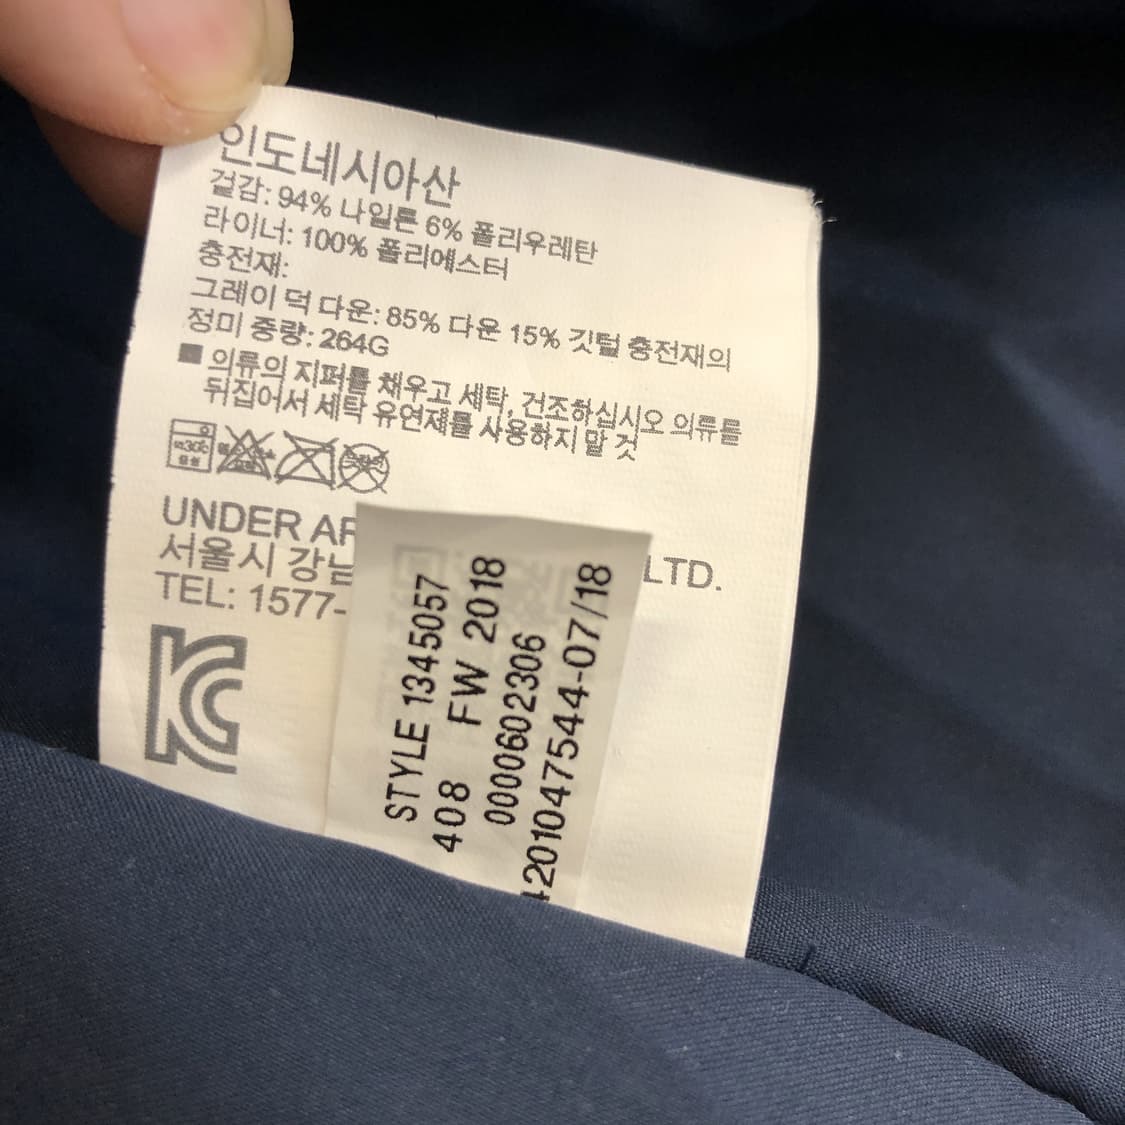 인도네시아산
겉감: 94% 나일론 6% 폴리우레탄
라이너: 100% 폴리에스터
충전재:
그레이 덕 다운: 85% 다운 15% 깃털 충전재의
정미 중량: 264G
■ 의류의 지퍼를 채우고 세탁, 건조하십시오 의류를
뒤집어서 세탁 유연제를 사용하지 말 것
UNDER
LTD.
서울시
TEL: 1577-
KC
STYLE 1345057
408 FW 2018
0000602306
4201047544-07/18